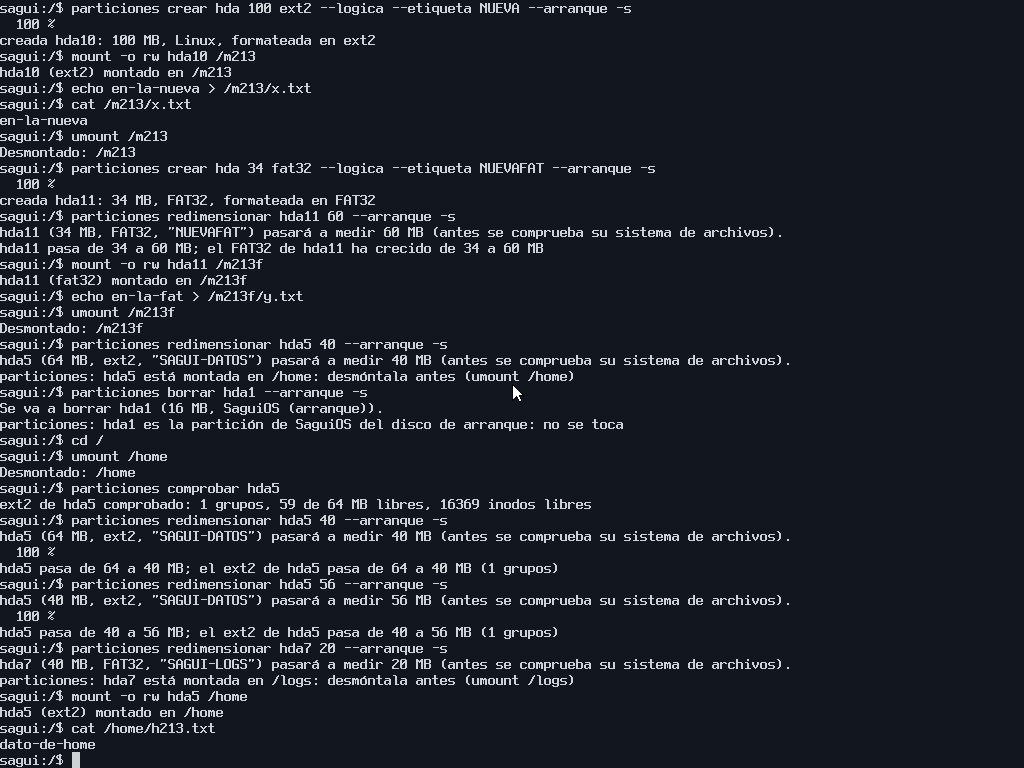 sagui:/$ particiones crear hda 100 ext2 --logica --etiqueta NUEVA --arranque -s
100 %
creada hda10: 100 MB, Linux, formateada en ext2
sagui:/$ mount -o rw hda10 /m213
hda10 (ext2) montado en /m213
sagui:/$ echo en-la-nueva > /m213/x.txt
sagui:/$ cat /m213/x.txt
en-la-nueva
sagui:/$ umount /m213
Desmontado: /m213
sagui:/$ particiones crear hda 34 fat32 --logica --etiqueta NUEVAFAT --arranque -s
100 %
creada hda11: 34 MB, FAT32, formateada en FAT32
sagui:/$ particiones redimensionar hda11 60 --arranque -s
hda11 (34 MB, FAT32, "NUEVAFAT") pasará a medir 60 MB (antes se comprueba su sistema de archivos).
hda11 pasa de 34 a 60 MB; el FAT32 de hda11 ha crecido de 34 a 60 MB
sagui:/$ mount -o rw hda11 /m213f
hda11 (fat32) montado en /m213f
sagui:/$ echo en-la-fat > /m213f/y.txt
sagui:/$ umount /m213f
Desmontado: /m213f
sagui:/$ particiones redimensionar hda5 40 --arranque -s
hda5 (64 MB, ext2, "SAGUI-DATOS") pasará a medir 40 MB (antes se comprueba su sistema de archivos).
particiones: hda5 está montada en /home: desmóntala antes (umount /home)
sagui:/$ particiones borrar hda1 --arranque -s
Se va a borrar hda1 (16 MB, SaguiOS (arranque)).
particiones: hda1 es la partición de SaguiOS del disco de arranque: no se toca
sagui:/$ cd /
sagui:/$ umount /home
Desmontado: /home
sagui:/$ particiones comprobar hda5
ext2 de hda5 comprobado: 1 grupos, 59 de 64 MB libres, 16369 inodos libres
sagui:/$ particiones redimensionar hda5 40 --arranque -s
hda5 (64 MB, ext2, "SAGUI-DATOS") pasará a medir 40 MB (antes se comprueba su sistema de archivos).
100 %
hda5 pasa de 64 a 40 MB; el ext2 de hda5 pasa de 64 a 40 MB (1 grupos)
sagui:/$ particiones redimensionar hda5 56 --arranque -s
hda5 (40 MB, ext2, "SAGUI-DATOS") pasará a medir 56 MB (antes se comprueba su sistema de archivos).
100 %
hda5 pasa de 40 a 56 MB; el ext2 de hda5 pasa de 40 a 56 MB (1 grupos)
sagui:/$ particiones redimensionar hda7 20 --arranque -s
hda7 (40 MB, FAT32, "SAGUI-LOGS") pasará a medir 20 MB (antes se comprueba su sistema de archivos).
particiones: hda7 está montada en /logs: desmóntala antes (umount /logs)
sagui:/$ mount -o rw hda5 /home
hda5 (ext2) montado en /home
sagui:/$ cat /home/h213.txt
dato-de-home
sagui:/$